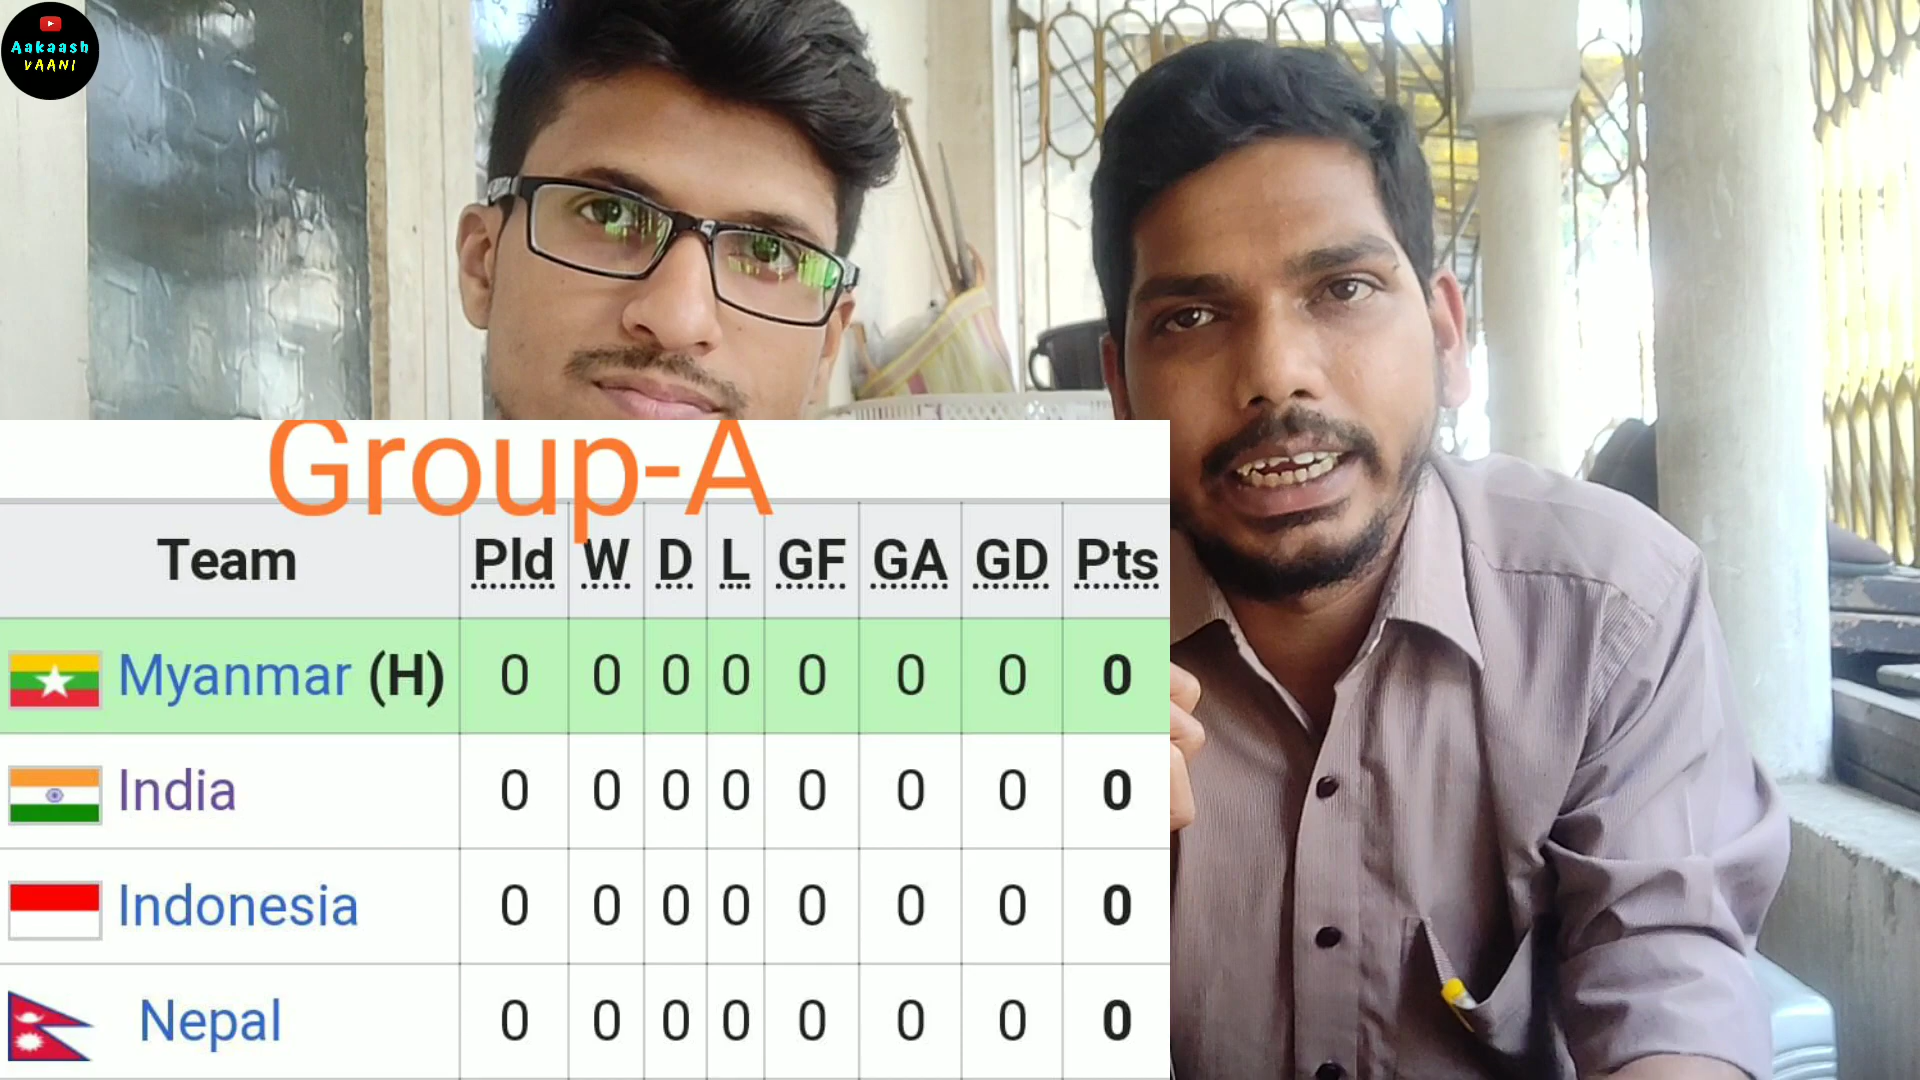 Aakaash
VAANI
Group-A
Team Pld W D L GF GA GD Pts
Myanmar (H) 0 0 0 0 0 0 0 0
India 0 0 0 0 0 0 0 0
Indonesia 0 0 0 0 0 0 0 0
Nepal 0 0 0 0 0 0 0 0